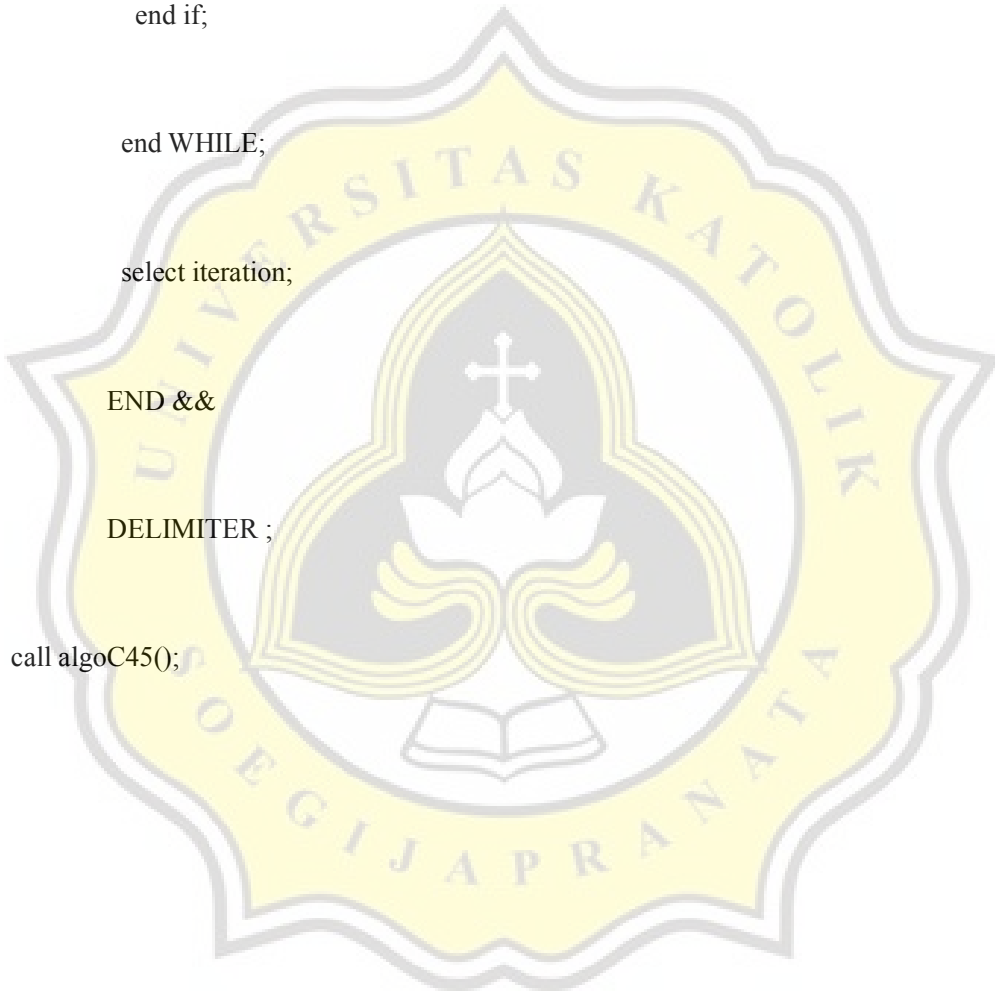 end if;
end WHILE;
select iteration;
END &&
DELIMITER ;
call algoC45();
UNIVERSITAS KATOLIK
SOEGIJAPRANATA